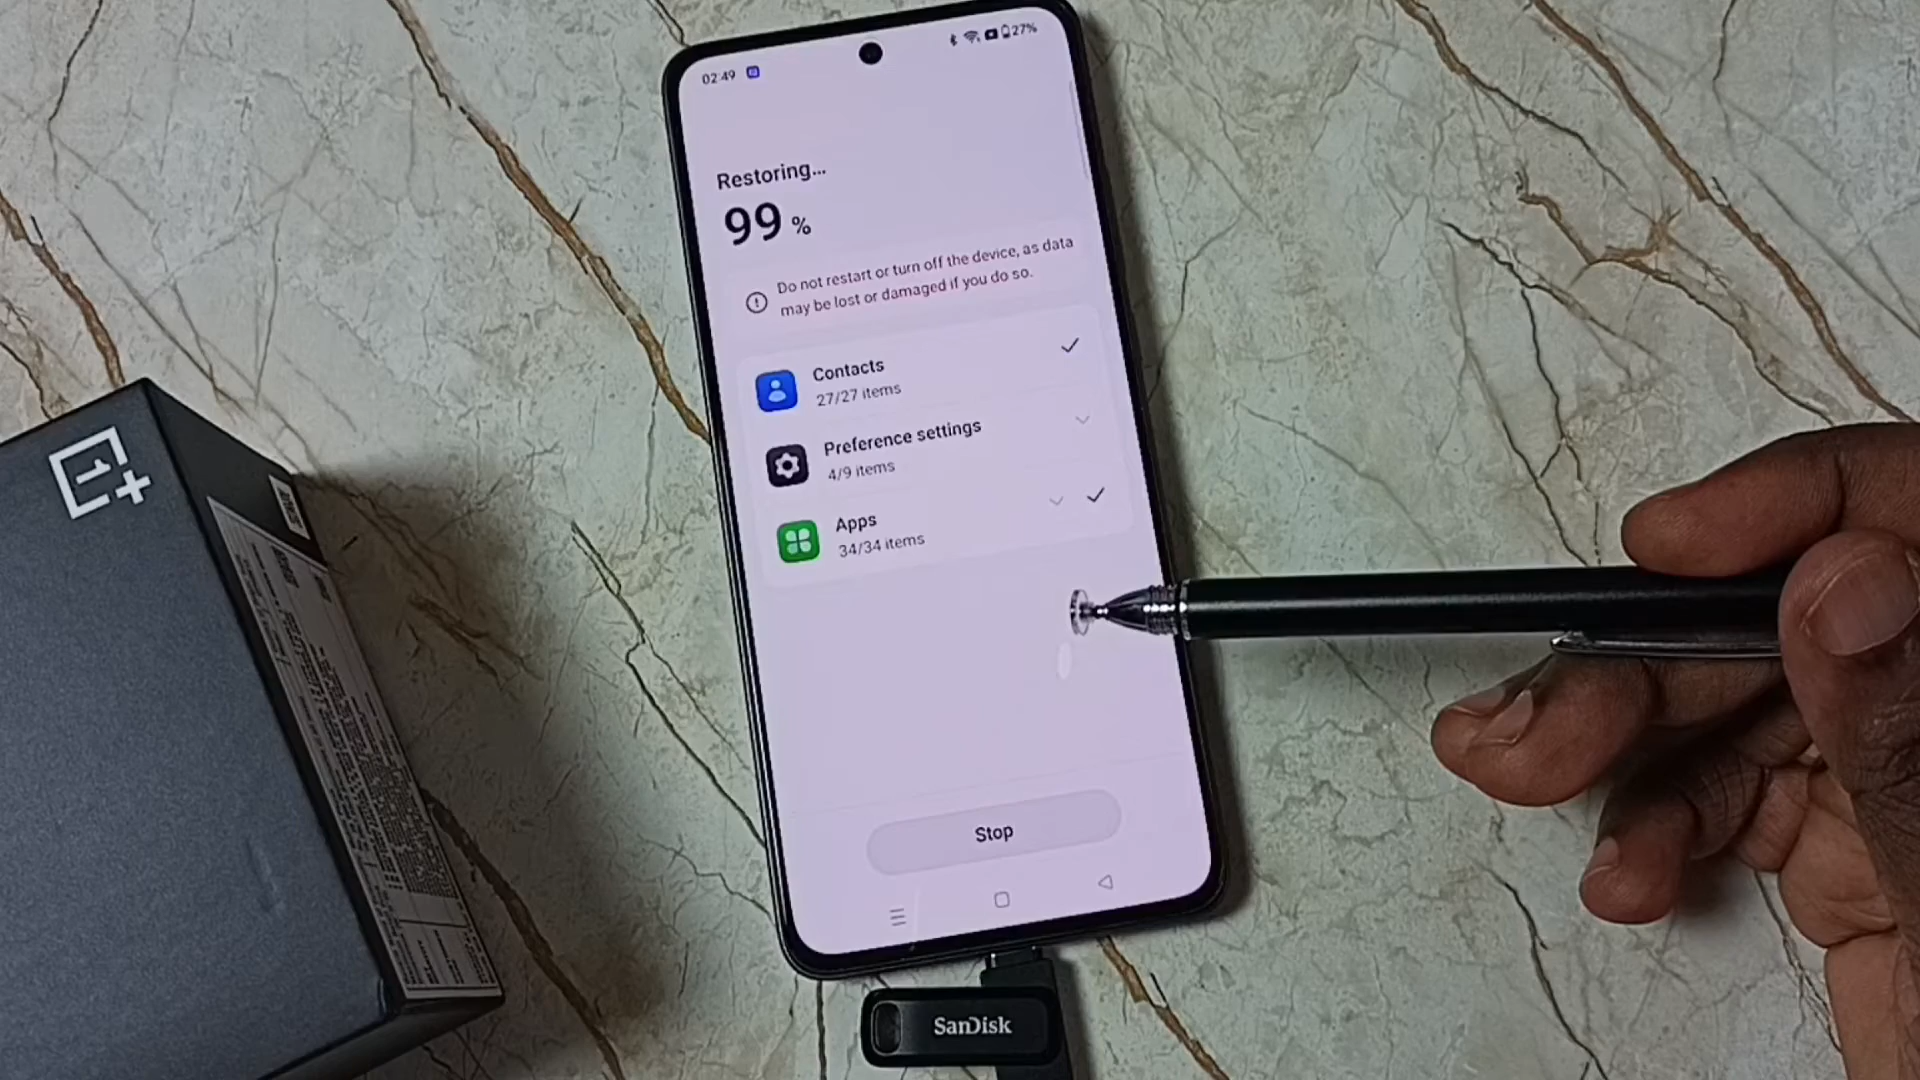 02:49
27%
Restoring...
99 %
Do not restart or turn off the device, as data
may be lost or damaged if you do so.
Contacts
27/27 items
Preference settings
4/9 items
Apps
34/34 items
Stop
SanDisk